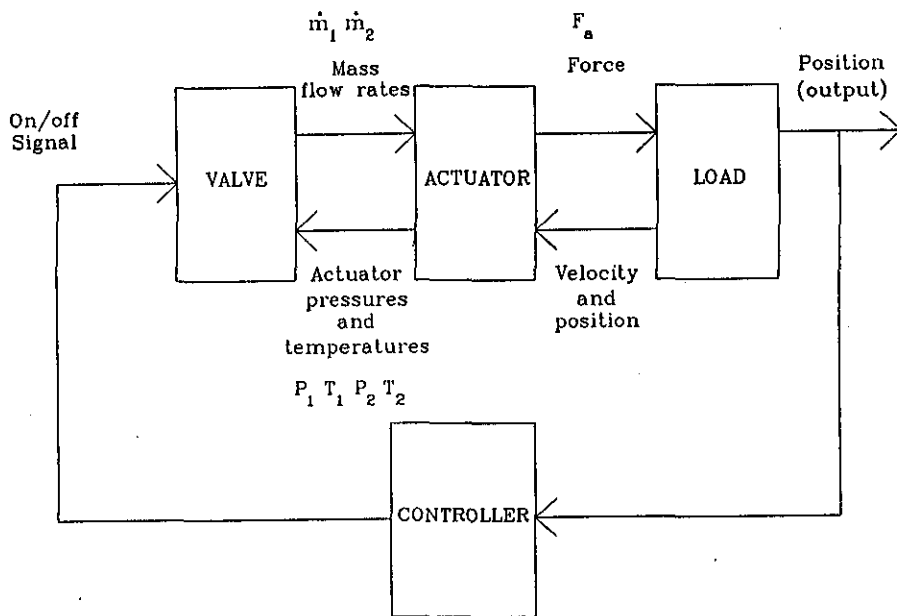 ṁ₁ ṁ₂
Mass
flow rates
Fₐ
Force
Position
(output)
On/off
Signal
VALVE
ACTUATOR
LOAD
Actuator
pressures
and
temperatures
P₁ T₁ P₂ T₂
Velocity
and
position
CONTROLLER